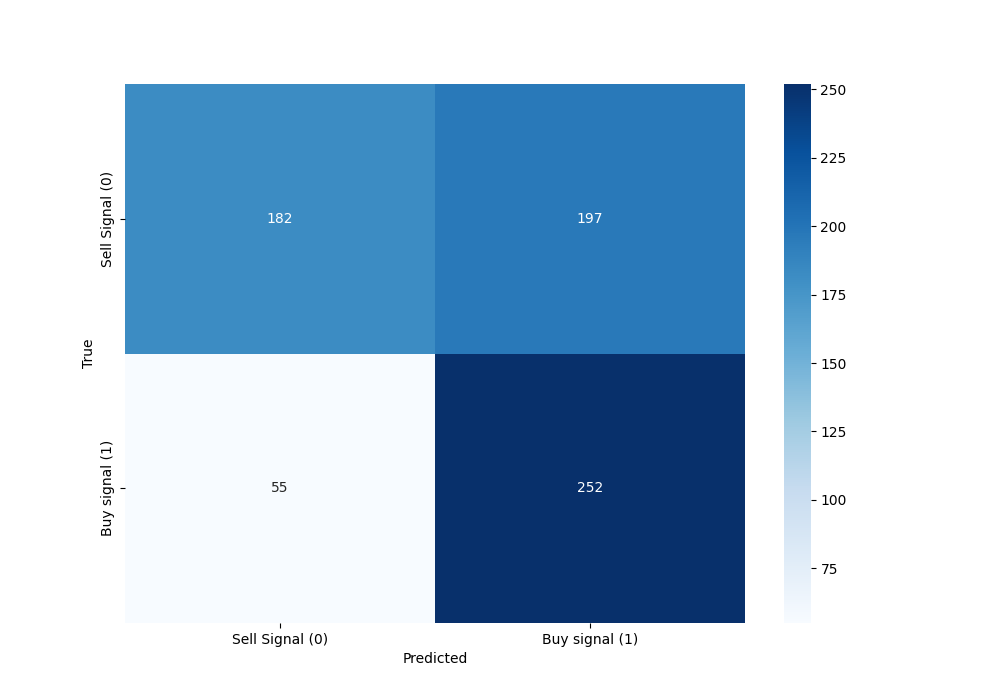 Sell Signal (0)
Buy signal (1)
True
182
197
55
252
Sell Signal (0)
Buy signal (1)
Predicted
250
225
200
175
150
125
100
75